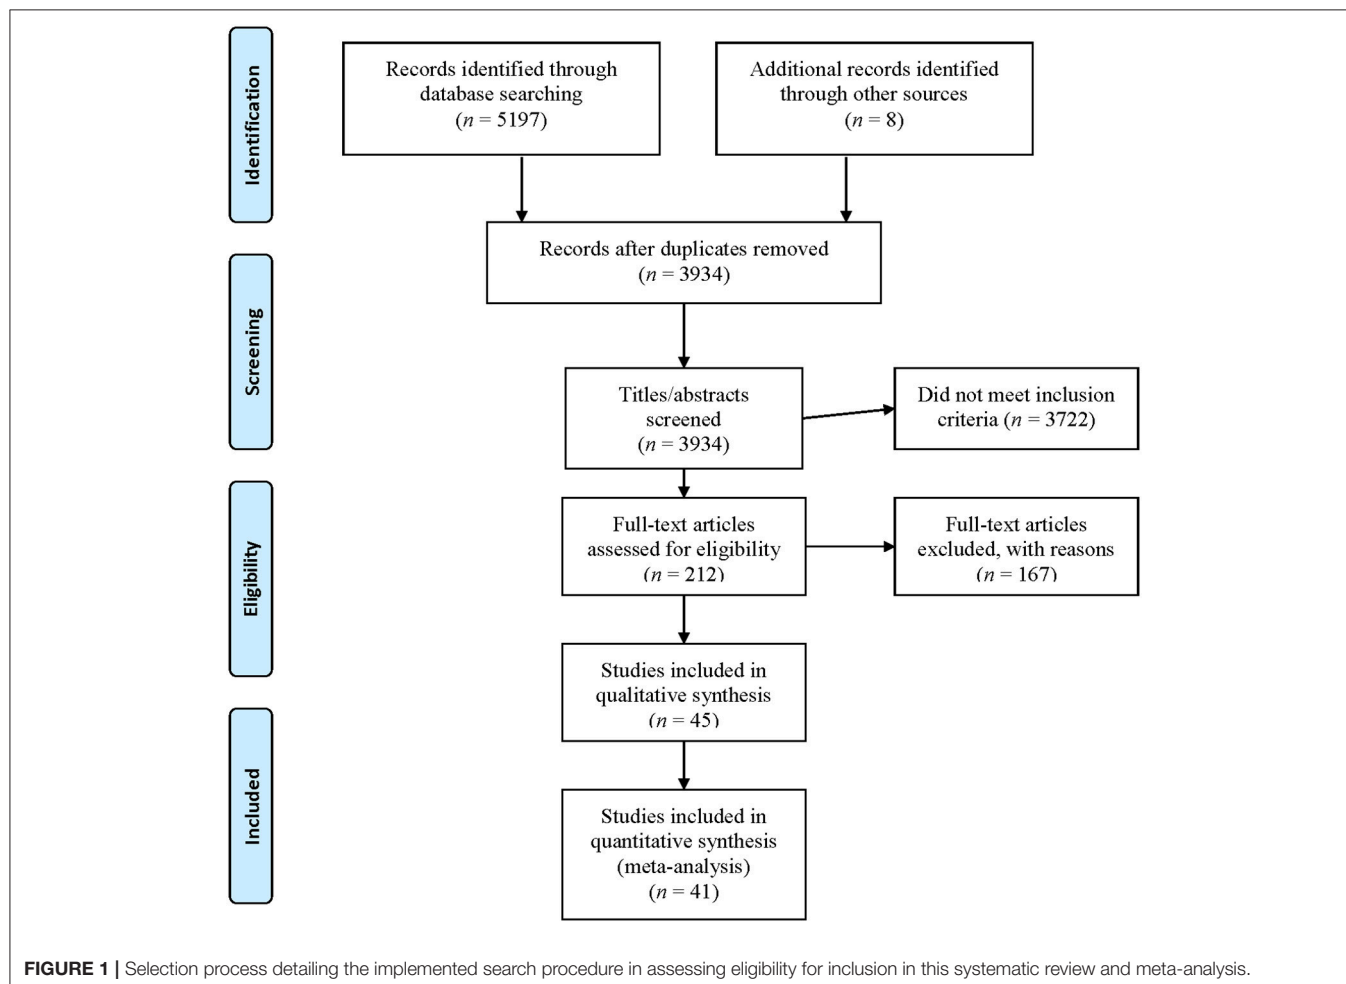 Identification
Records identified through
database searching
(n = 5197)
Additional records identified
through other sources
(n = 8)
Records after duplicates removed
(n = 3934)
Screening
Titles/abstracts
screened
(n = 3934)
Did not meet inclusion
criteria (n = 3722)
Eligibility
Full-text articles
assessed for eligibility
(n = 212)
Full-text articles
excluded, with reasons
(n = 167)
Studies included in
qualitative synthesis
(n = 45)
Included
Studies included in
quantitative synthesis
(meta-analysis)
(n = 41)
FIGURE 1 | Selection process detailing the implemented search procedure in assessing eligibility for inclusion in this systematic review and meta-analysis.